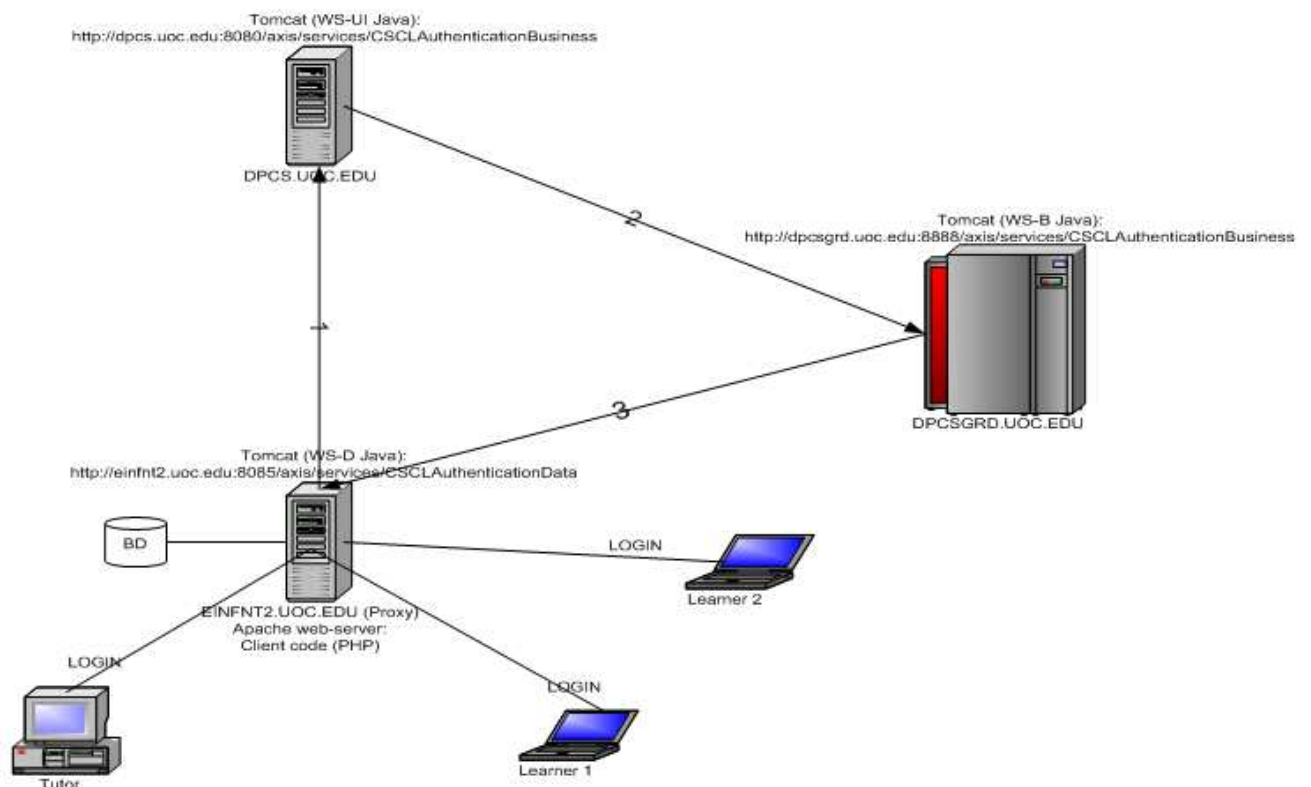 Tomcat (WS-UI Java):
http://dpcs.uoc.edu:8080/axis/services/CSCLAuthenticationBusiness
DPCS.UOC.EDU
2
Tomcat (WS-B Java):
http://dpcsgrd.uoc.edu:8888/axis/services/CSCLAuthenticationBusiness
DPCSGRD.UOC.EDU
1
3
Tomcat (WS-D Java):
http://einfnt2.uoc.edu:8085/axis/services/CSCLAuthenticationData
BD
LOGIN
Learner 2
EINFNT2.UOC.EDU (Proxy)
Apache web-server:
Client code (PHP)
LOGIN
LOGIN
Learner 1
Tutor